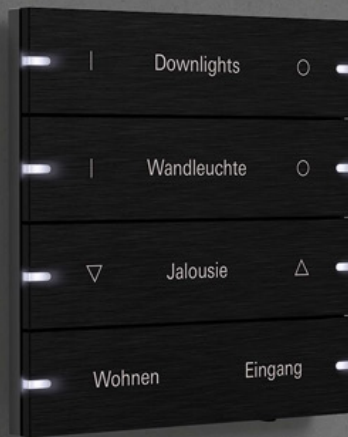 | Downlights O
| Wandleuchte O
▽ Jalousie △
Wohnen Eingang